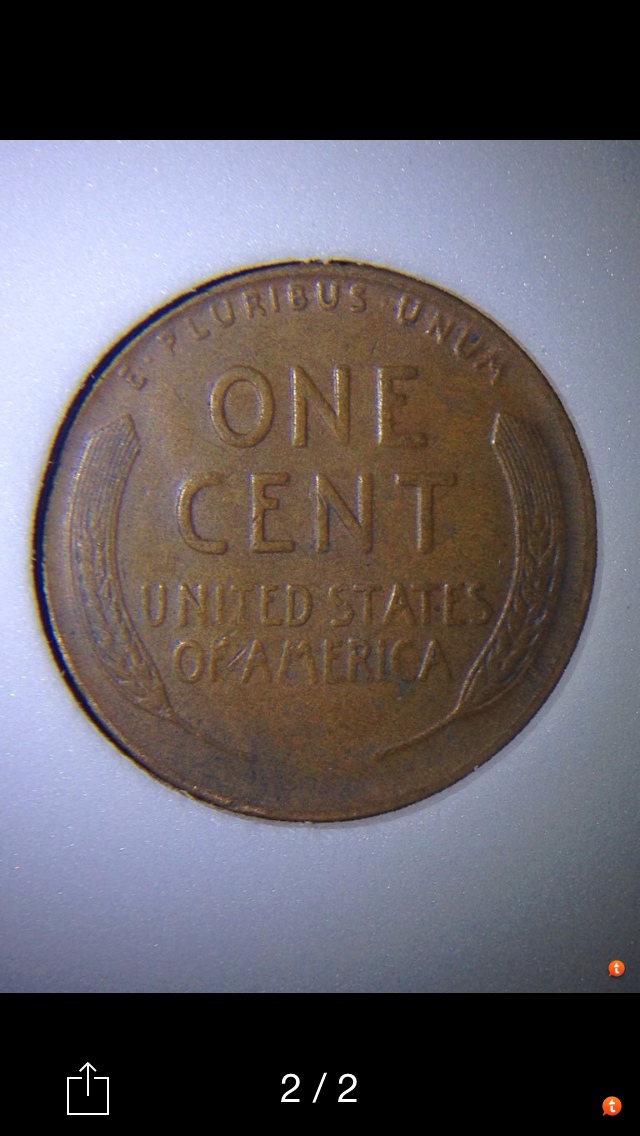 E · PLURIBUS · UNUM
ONE
CENT
UNITED STATES
OF AMERICA
2 / 2